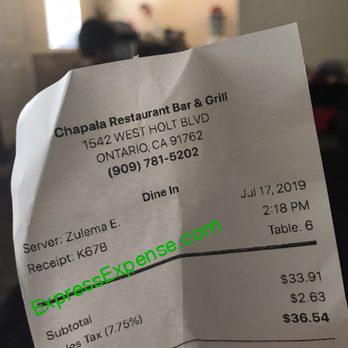 Chapala Restaurant Bar & Grill
1542 WEST HOLT BLVD
ONTARIO, CA 91762
(909) 781-5202
Dine In
Server: Zulema E.
Jul 17, 2019
Receipt: K67B
2:18 PM
Table: 6
ExpressExpense.com
Subtotal $33.91
les Tax (7.75%) $2.63
$36.54